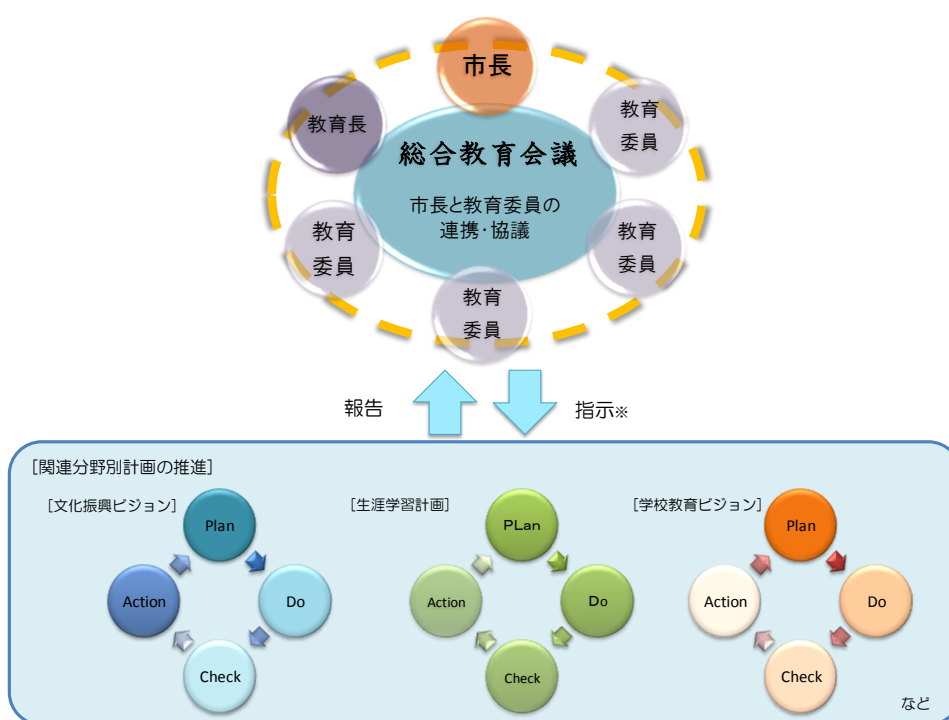 市長
教育長
教育
委員
総合教育会議
市長と教育委員の
連携・協議
教育
委員
教育
委員
教育
委員
報告
指示※
[関連分野別計画の推進]
[文化振興ビジョン]
Plan
Do
Check
Action
[生涯学習計画]
PLan
Do
Check
Action
[学校教育ビジョン]
Plan
Do
Check
Action
など